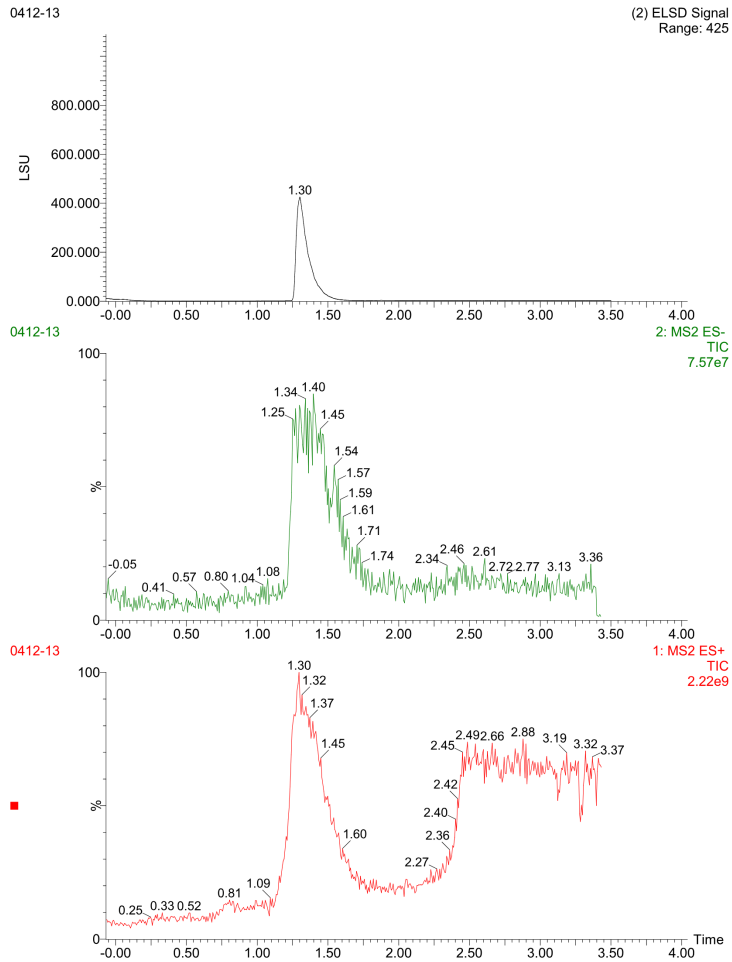 0412-13
(2) ELSD Signal
Range: 425
800.000
600.000
LSU
400.000
1.30
200.000
0.000
-0.00 0.50 1.00 1.50 2.00 2.50 3.00 3.50 4.00
0412-13
2: MS2 ES-
TIC
7.57e7
100
1.34 1.40
1.25 1.45
1.54
1.57
%
1.59
1.61
1.71
1.74
-0.05 0.41 0.57 0.80 1.04 1.08 2.34 2.46 2.61 2.72 2.77 3.13 3.36
0
-0.00 0.50 1.00 1.50 2.00 2.50 3.00 3.50 4.00
0412-13
1: MS2 ES+
TIC
2.22e9
100
1.30
1.32
1.37
1.45
2.45 2.49 2.66 2.88 3.19 3.32 3.37
2.42
%
2.40
1.60 2.36
2.27
0.25 0.33 0.52 0.81 1.09
0
-0.00 0.50 1.00 1.50 2.00 2.50 3.00 3.50 4.00
Time